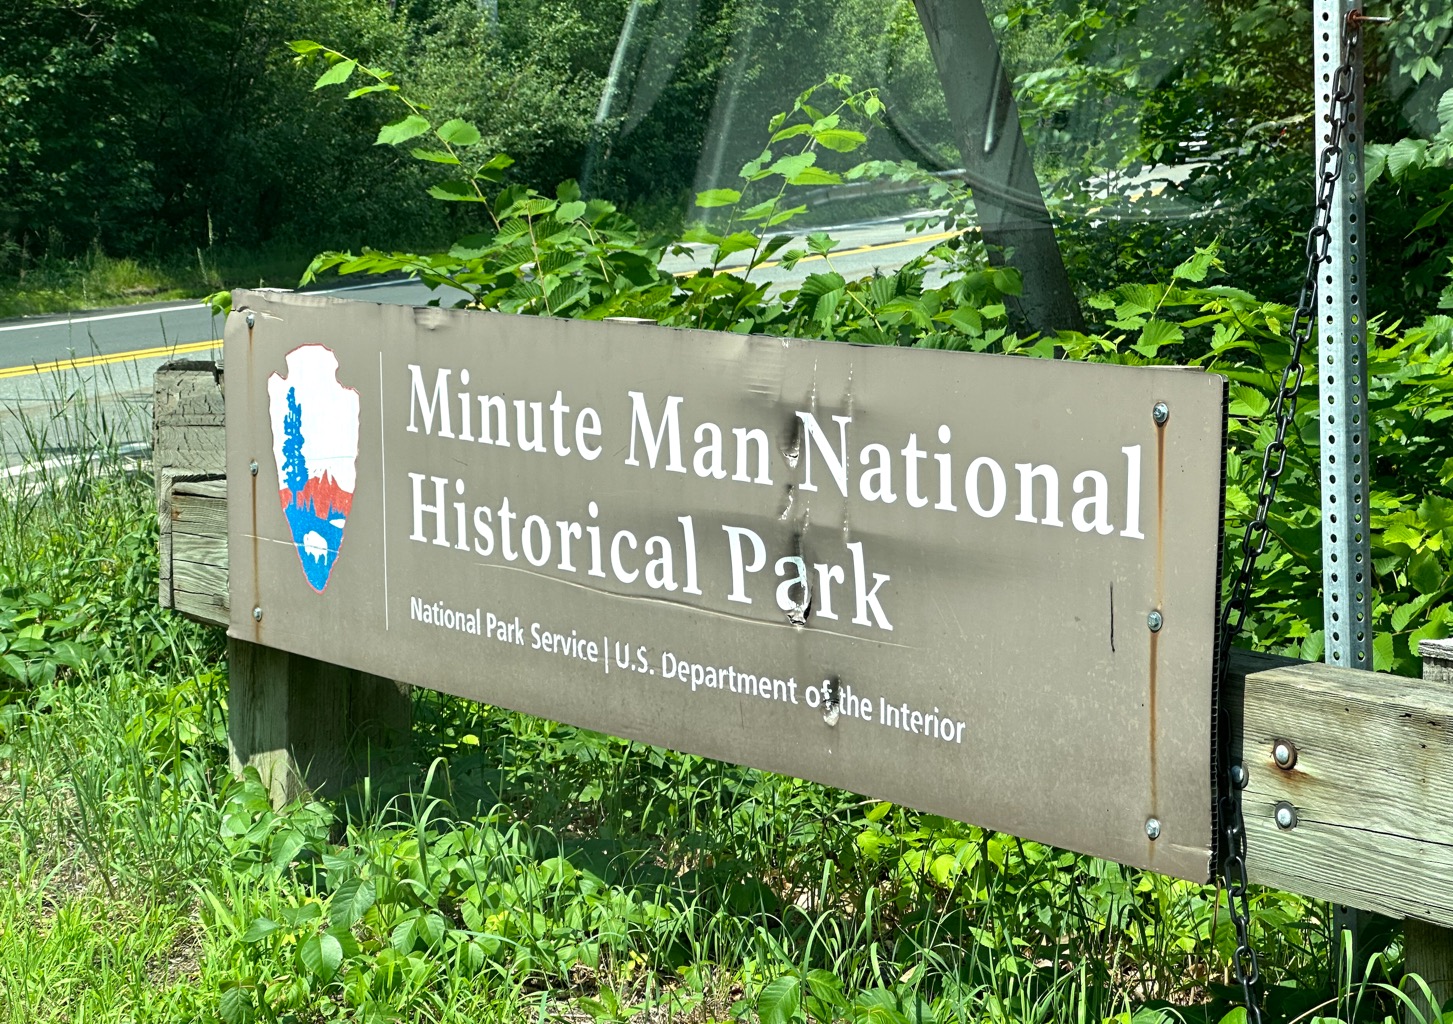 Minute Man National
Historical Park
National Park Service | U.S. Department of the Interior